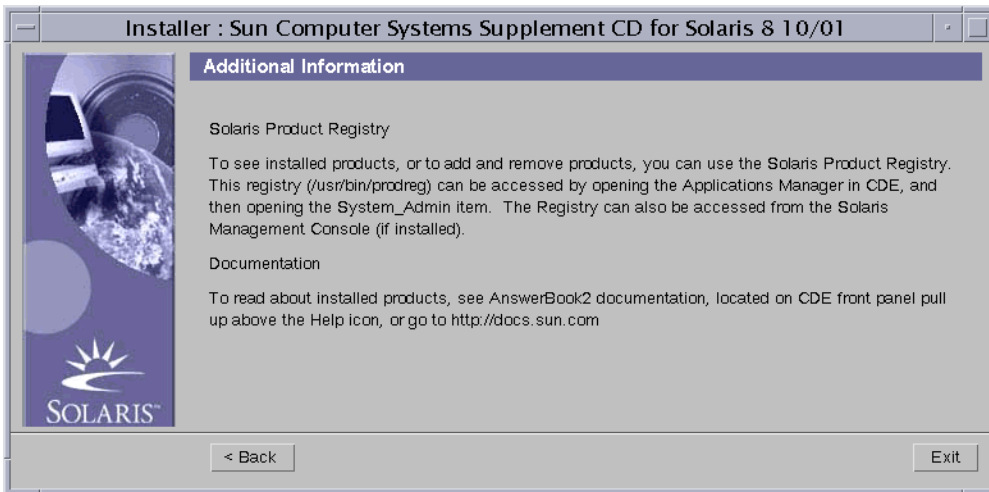 Installer : Sun Computer Systems Supplement CD for Solaris 8 10/01
Additional Information
Solaris Product Registry
To see installed products, or to add and remove products, you can use the Solaris Product Registry.
This registry (/usr/bin/prodreg) can be accessed by opening the Applications Manager in CDE, and
then opening the System_Admin item.  The Registry can also be accessed from the Solaris
Management Console (if installed).
Documentation
To read about installed products, see AnswerBook2 documentation, located on CDE front panel pull
up above the Help icon, or go to http://docs.sun.com
SOLARIS™
< Back
Exit